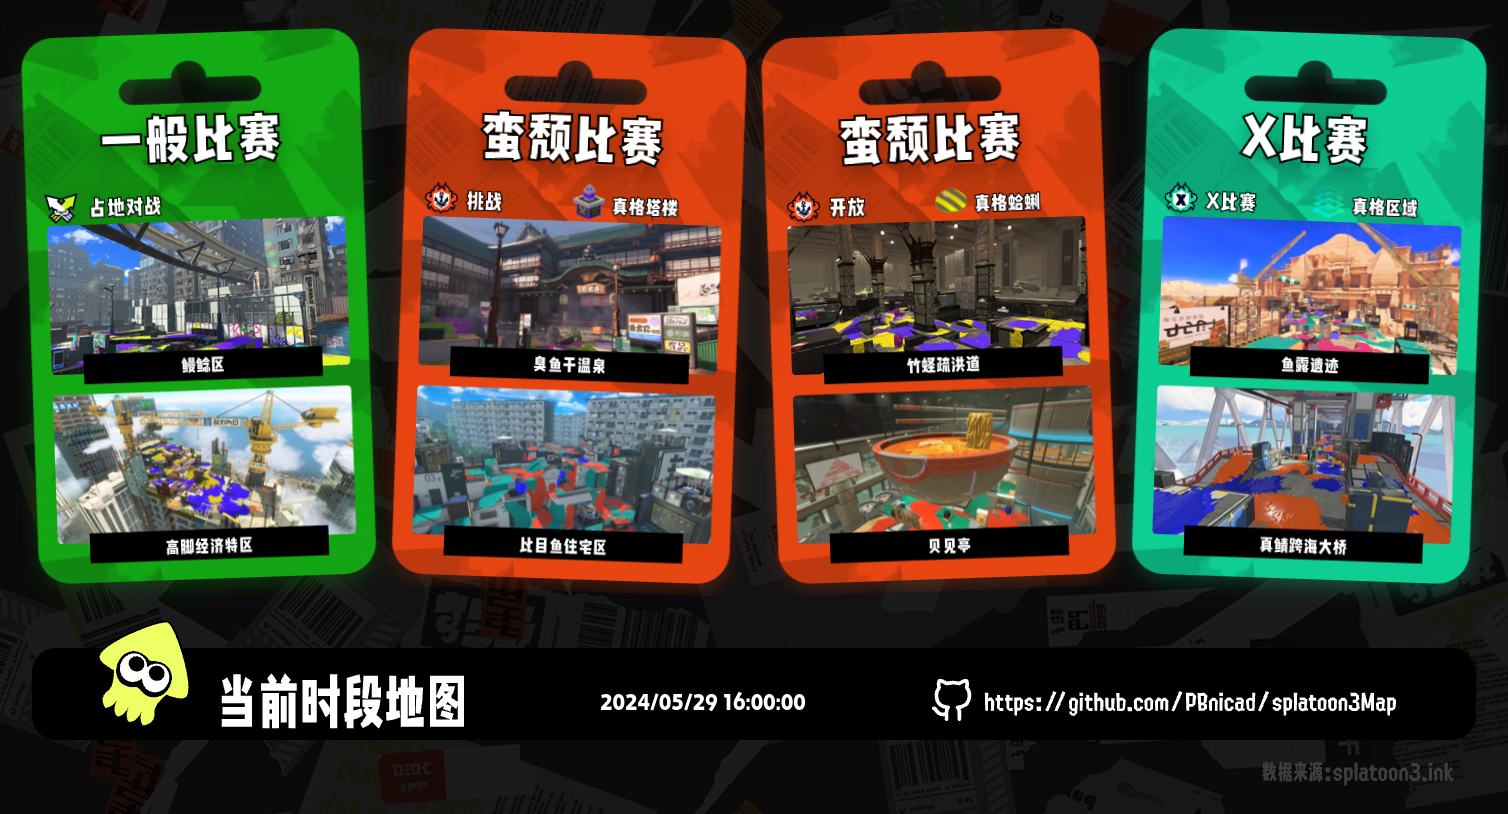 一般比赛
占地对战
鳗鲶区
高脚经济特区
蛮颓比赛
挑战
真格塔楼
臭鱼干温泉
比目鱼住宅区
蛮颓比赛
开放
真格蛤蜊
竹蛏疏洪道
贝贝亭
X比赛
X比赛
真格区域
鱼露遗迹
真鲭跨海大桥
当前时段地图
2024/05/29 16:00:00
https://github.com/PBnicad/splatoon3Map
数据来源:splatoon3.ink